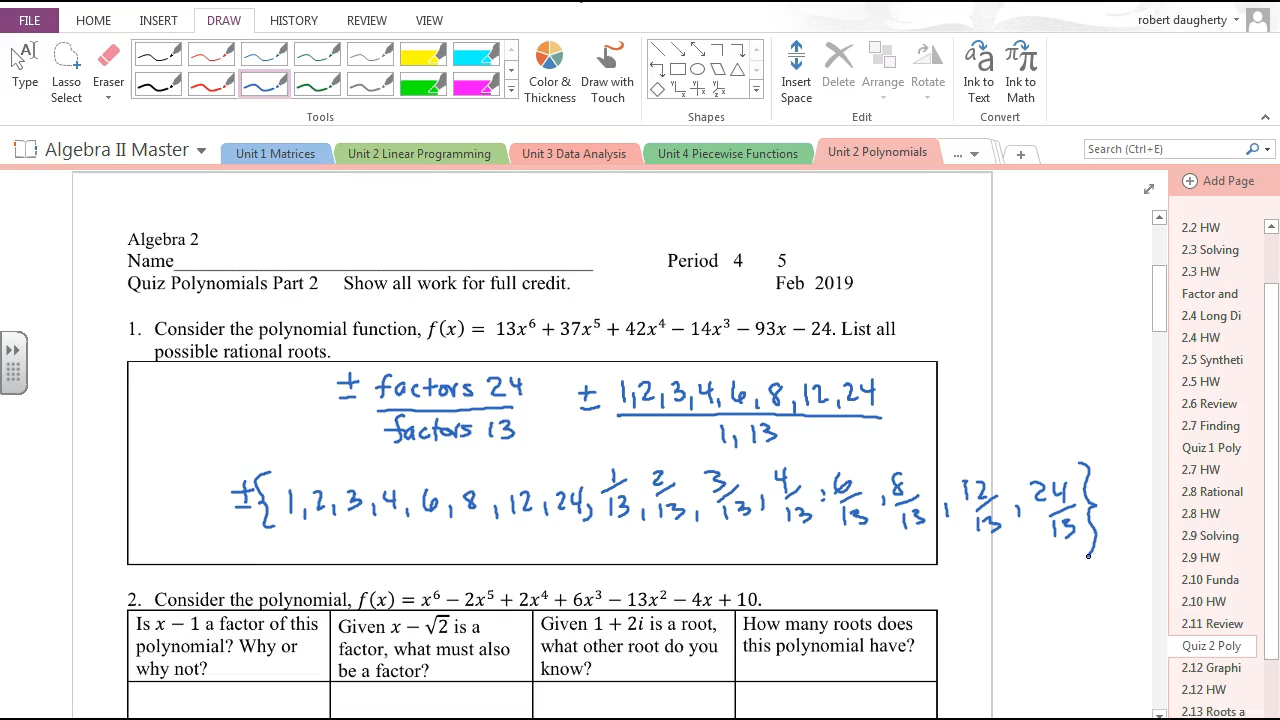 FILE HOME INSERT DRAW HISTORY REVIEW VIEW robert daugherty
Type Lasso Select Eraser Color & Thickness Draw with Touch Insert Space Delete Arrange Rotate Ink to Text Ink to Math
Tools Shapes Edit Convert
Algebra II Master Unit 1 Matrices Unit 2 Linear Programming Unit 3 Data Analysis Unit 4 Piecewise Functions Unit 2 Polynomials ... Search (Ctrl+E)
Add Page
2.2 HW
2.3 Solving
2.3 HW
Factor and
2.4 Long Di
2.4 HW
2.5 Syntheti
2.5 HW
2.6 Review
2.7 Finding
Quiz 1 Poly
2.7 HW
2.8 Rational
2.8 HW
2.9 Solving
2.9 HW
2.10 Funda
2.10 HW
2.11 Review
Quiz 2 Poly
2.12 Graphi
2.12 HW
2.13 Roots a
Algebra 2
Name Period 4 5
Quiz Polynomials Part 2 Show all work for full credit. Feb 2019
1. Consider the polynomial function, f(x) = 13x⁶ + 37x⁵ + 42x⁴ − 14x³ − 93x − 24. List all
possible rational roots.
± factors 24 / factors 13 ± 1, 2, 3, 4, 6, 8, 12, 24 / 1, 13
±{1, 2, 3, 4, 6, 8, 12, 24, 1/13, 2/13, 3/13, 4/13, 6/13, 8/13, 12/13, 24/13}
2. Consider the polynomial, f(x) = x⁶ − 2x⁵ + 2x⁴ + 6x³ − 13x² − 4x + 10.
Is x − 1 a factor of this
polynomial? Why or
why not?
Given x − √2 is a
factor, what must also
be a factor?
Given 1 + 2i is a root,
what other root do you
know?
How many roots does
this polynomial have?